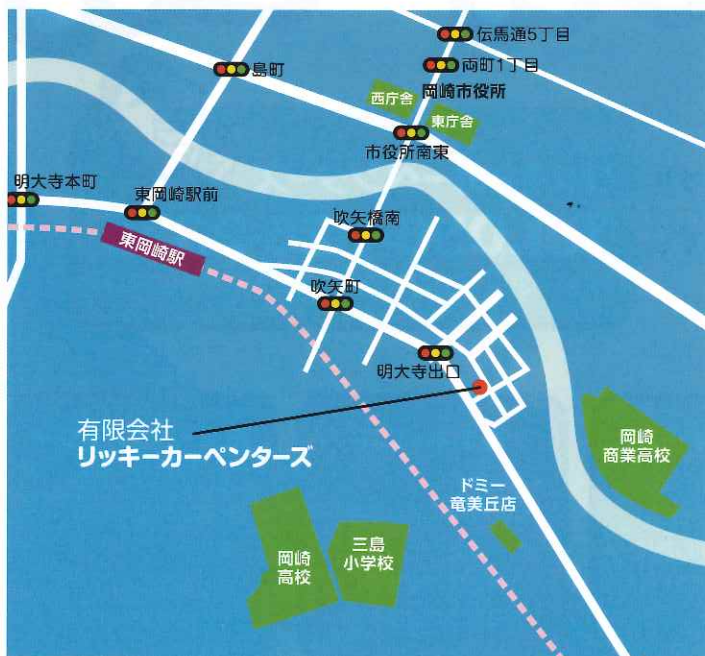 伝馬通5丁目
両町1丁目
島町
岡崎市役所
西庁舎
東庁舎
市役所南東
明大寺本町
東岡崎駅前
吹矢橋南
東岡崎駅
吹矢町
明大寺出口
有限会社
リッキーカーペンターズ
岡崎
商業高校
ドミー
竜美丘店
岡崎
高校
三島
小学校